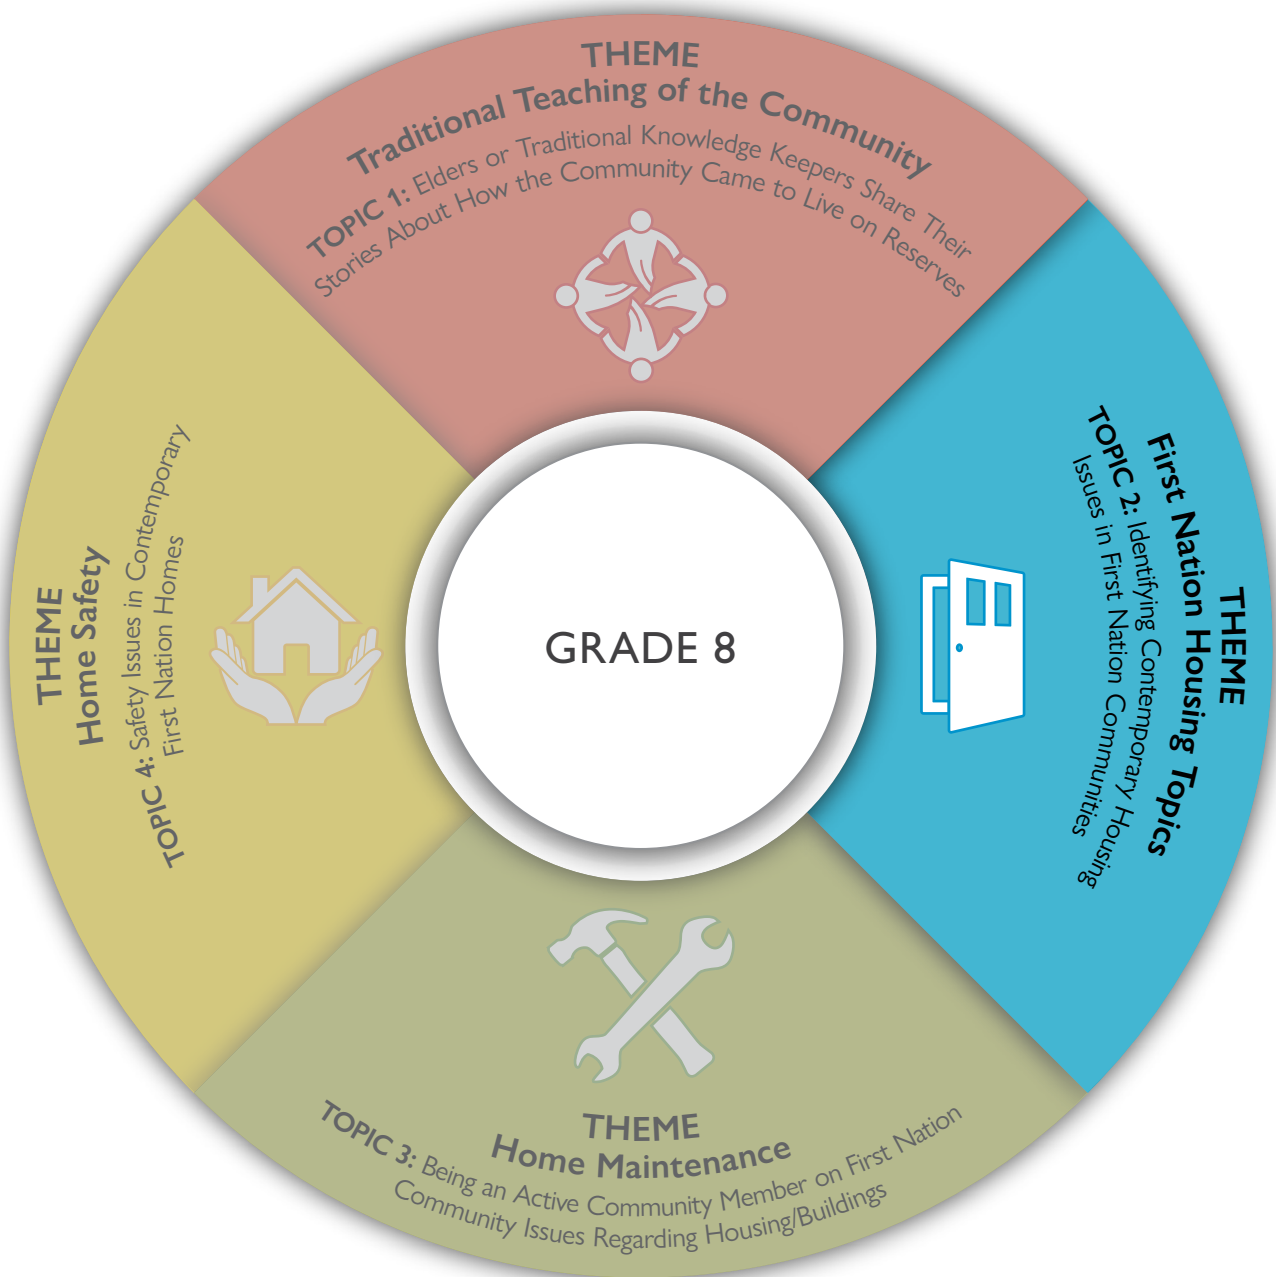 THEME
Traditional Teaching of the Community
TOPIC 1: Elders or Traditional Knowledge Keepers Share Their
Stories About How the Community Came to Live on Reserves
THEME
First Nation Housing Topics
TOPIC 2: Identifying Contemporary Housing
Issues in First Nation Communities
THEME
Home Maintenance
TOPIC 3: Being an Active Community Member on First Nation
Community Issues Regarding Housing/Buildings
THEME
Home Safety
TOPIC 4: Safety Issues in Contemporary
First Nation Homes
GRADE 8